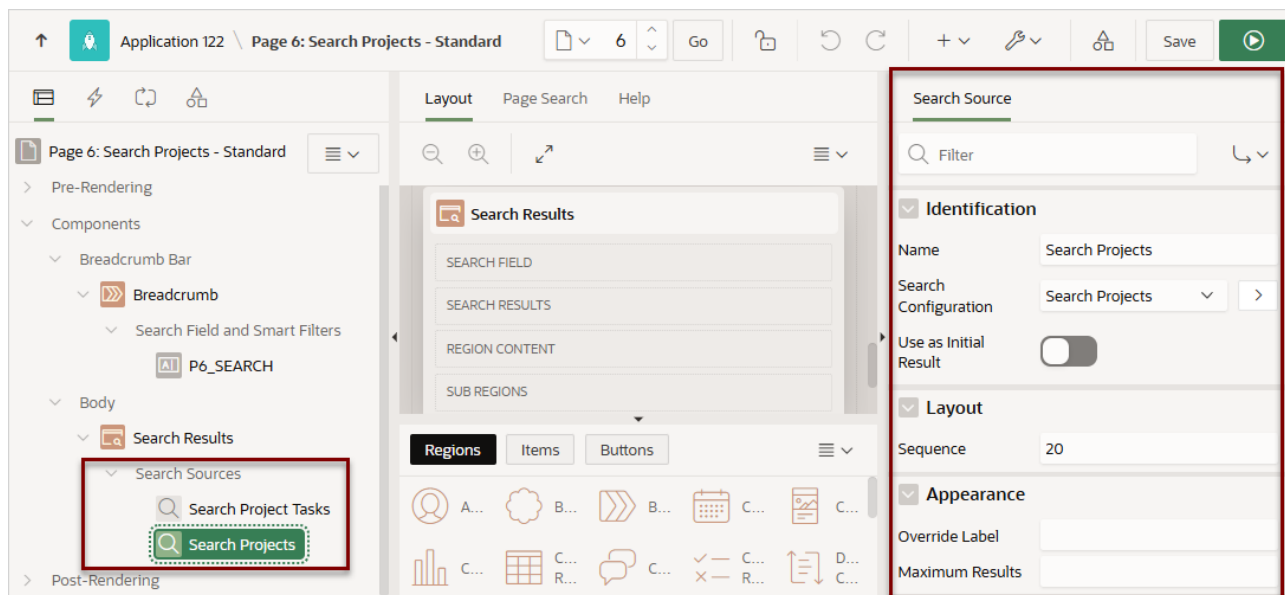 Application 122 \ Page 6: Search Projects - Standard
6
Go
Save
Page 6: Search Projects - Standard
Pre-Rendering
Components
Breadcrumb Bar
Breadcrumb
Search Field and Smart Filters
P6_SEARCH
Body
Search Results
Search Sources
Search Project Tasks
Search Projects
Post-Rendering
Layout Page Search Help
Search Results
SEARCH FIELD
SEARCH RESULTS
REGION CONTENT
SUB REGIONS
Regions Items Buttons
A... B... B... C... C...
C... C... R... C... C... R... D... C...
Search Source
Filter
Identification
Name Search Projects
Search Configuration Search Projects
Use as Initial Result
Layout
Sequence 20
Appearance
Override Label
Maximum Results